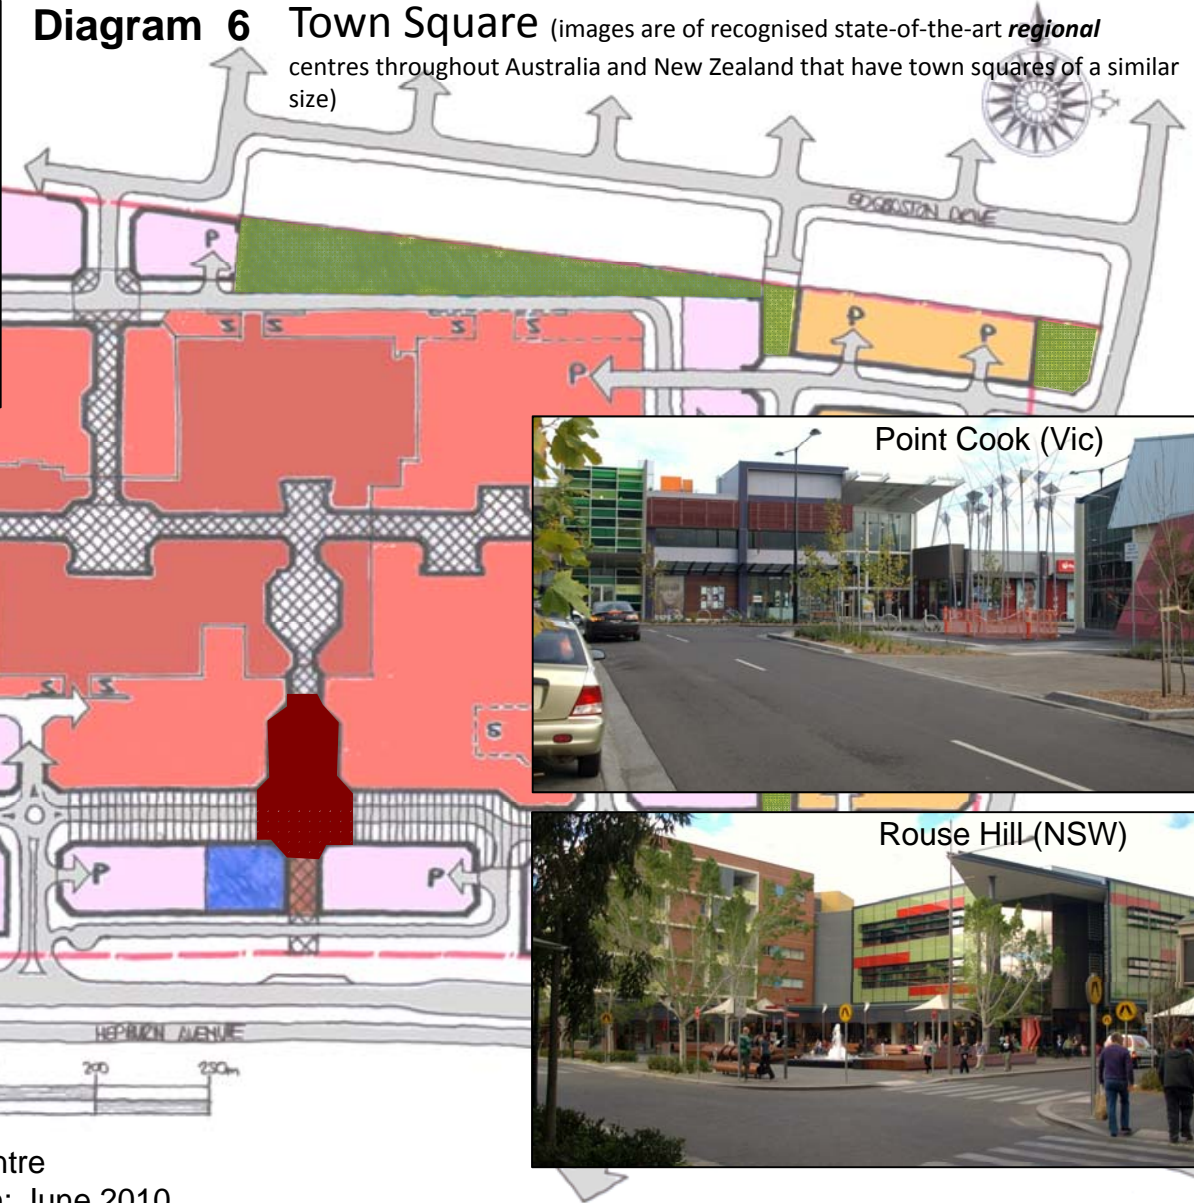 Diagram 6 Town Square (images are of recognised state-of-the-art regional
centres throughout Australia and New Zealand that have town squares of a similar
size)
EDGBASTON DRIVE
P
P
P
S S S S
P
Point Cook (Vic)
S S
S
Rouse Hill (NSW)
P P
HEPBURN AVENUE
200 250m
ntre
: June 2010